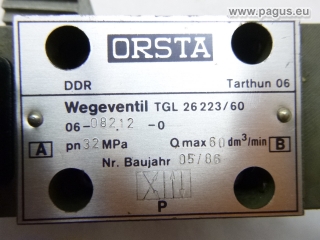 © www.pagus.eu
ORSTA
DDR Tarthun 06
Wegeventil TGL 26223/60
06-08212-0
A pn 32 MPa Qmax 60 dm³/min B
Nr. Baujahr 05/86
P